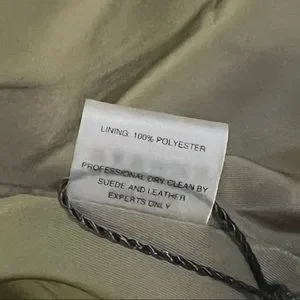 LINING: 100% POLYESTER
PROFESSIONAL DRY CLEAN BY
SUEDE AND LEATHER
EXPERTS ONLY